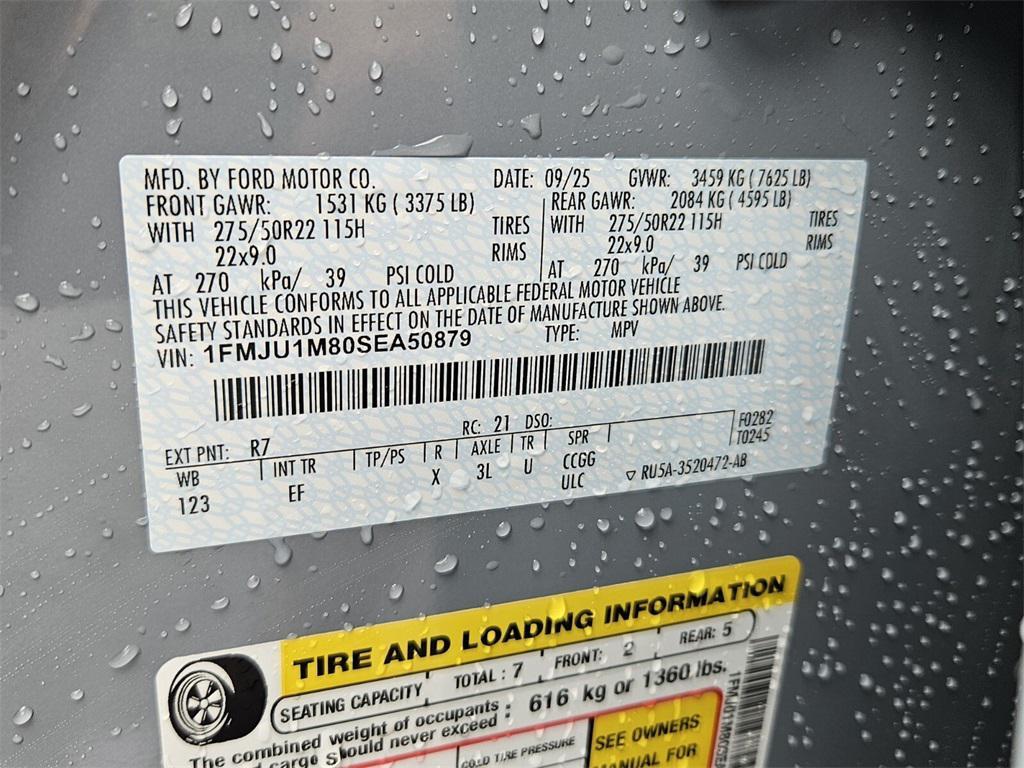 MFD. BY FORD MOTOR CO. DATE: 09/25 GVWR: 3459 KG ( 7625 LB)
FRONT GAWR: 1531 KG ( 3375 LB) REAR GAWR: 2084 KG ( 4595 LB)
WITH 275/50R22 115H TIRES WITH 275/50R22 115H TIRES
22x9.0 RIMS 22x9.0 RIMS
AT 270 kPa/ 39 PSI COLD AT 270 kPa/ 39 PSI COLD
THIS VEHICLE CONFORMS TO ALL APPLICABLE FEDERAL MOTOR VEHICLE
SAFETY STANDARDS IN EFFECT ON THE DATE OF MANUFACTURE SHOWN ABOVE.
VIN: 1FMJU1M80SEA50879 TYPE: MPV
EXT PNT: R7 RC: 21 DSO: F0282
WB INT TR TP/PS R AXLE TR SPR T0245
123 EF X 3L U CCGG
ULC ▽ RU5A-3520472-AB
TIRE AND LOADING INFORMATION
SEATING CAPACITY TOTAL : 7 FRONT: 2 REAR: 5
The combined weight of occupants : 616 kg or 1360 lbs.
cargo should never exceed
COLD TIRE PRESSURE
SEE OWNERS
MANUAL FOR